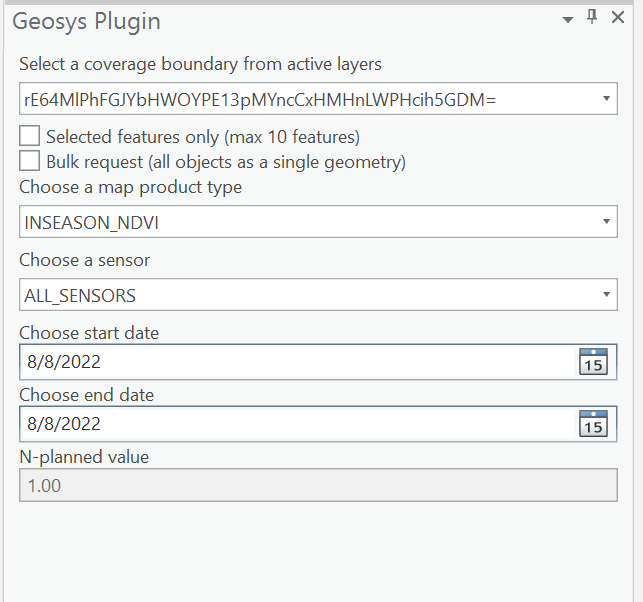 Geosys Plugin
Select a coverage boundary from active layers
rE64MlPhFGJYbHWOYPE13pMYncCxHMHnLWPHcih5GDM=
Selected features only (max 10 features)
Bulk request (all objects as a single geometry)
Choose a map product type
INSEASON_NDVI
Choose a sensor
ALL_SENSORS
Choose start date
8/8/2022
15
Choose end date
8/8/2022
15
N-planned value
1.00